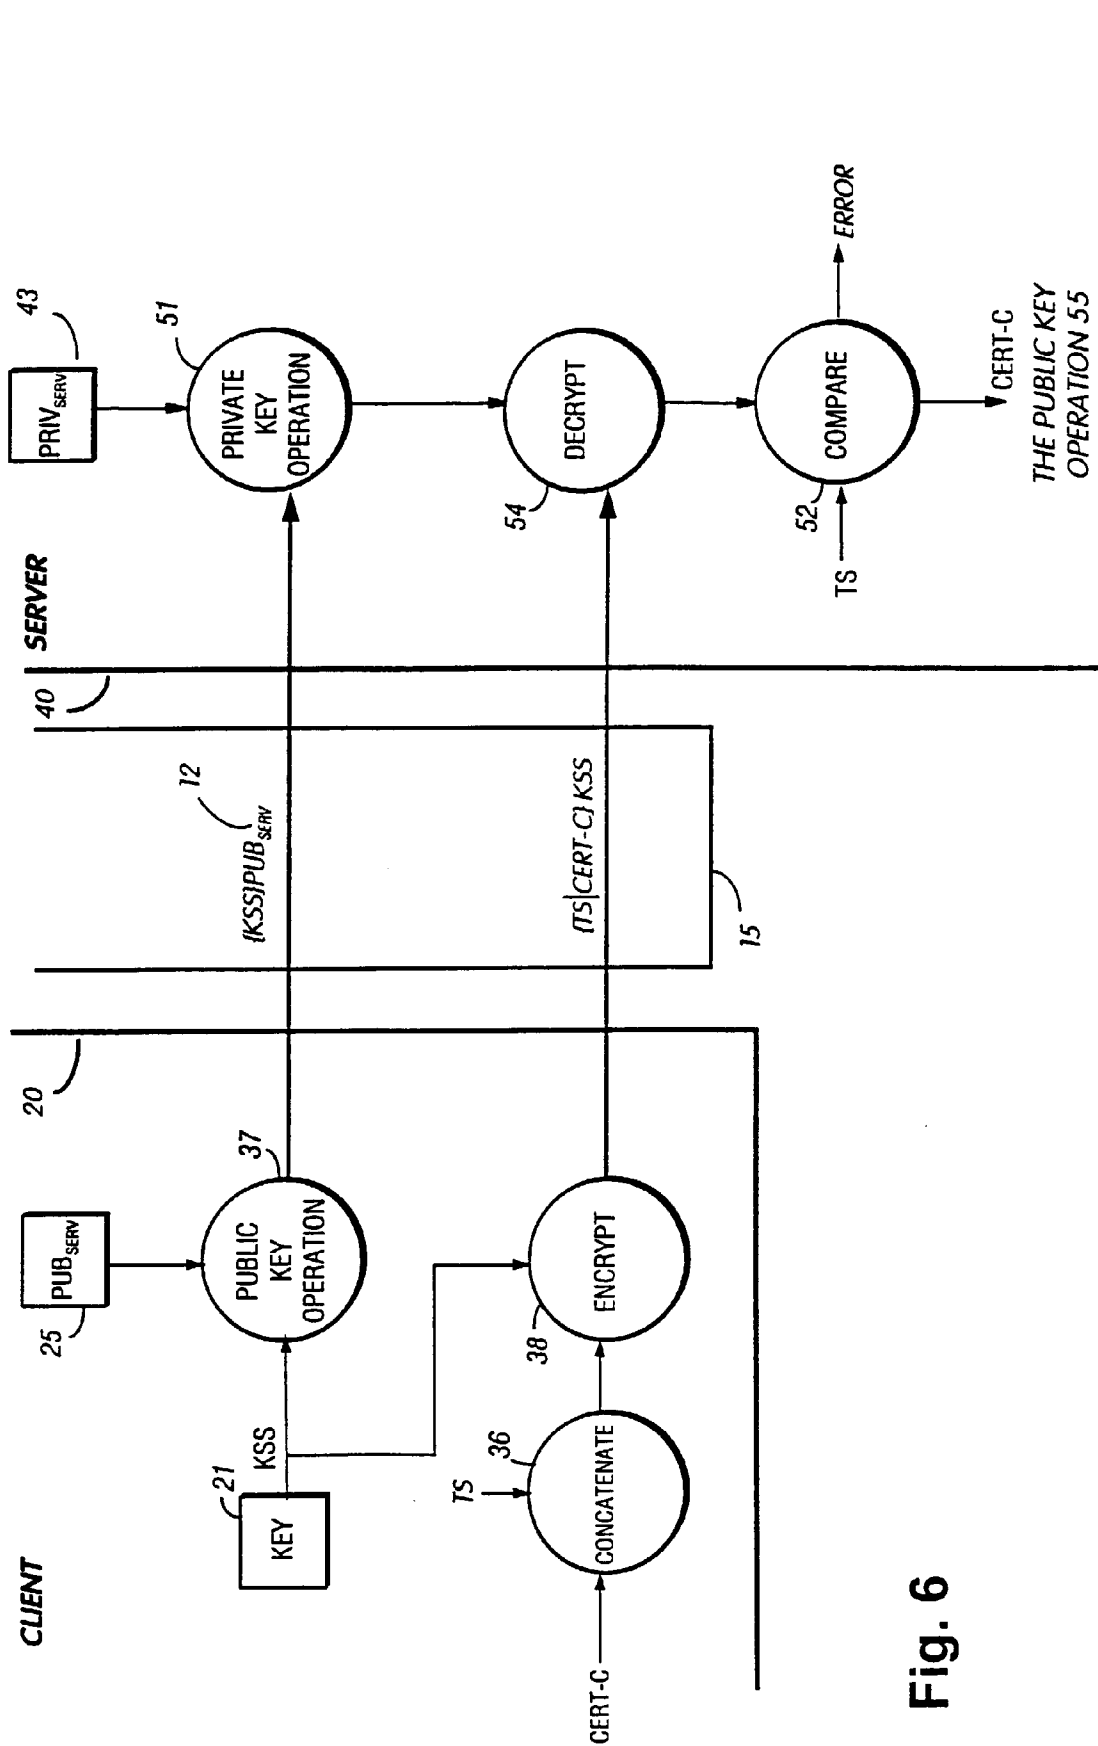 CLIENT
20
40
SERVER
25
PUB SERV
PRIV SERV
43
21
KEY
KSS
PUBLIC
KEY
OPERATION
37
{KSS}PUB SERV
12
PRIVATE
KEY
OPERATION
51
CERT-C
TS
36
CONCATENATE
38
ENCRYPT
{TS|CERT-C} KSS
54
DECRYPT
15
TS
52
COMPARE
ERROR
CERT-C
THE PUBLIC KEY
OPERATION 55
Fig. 6